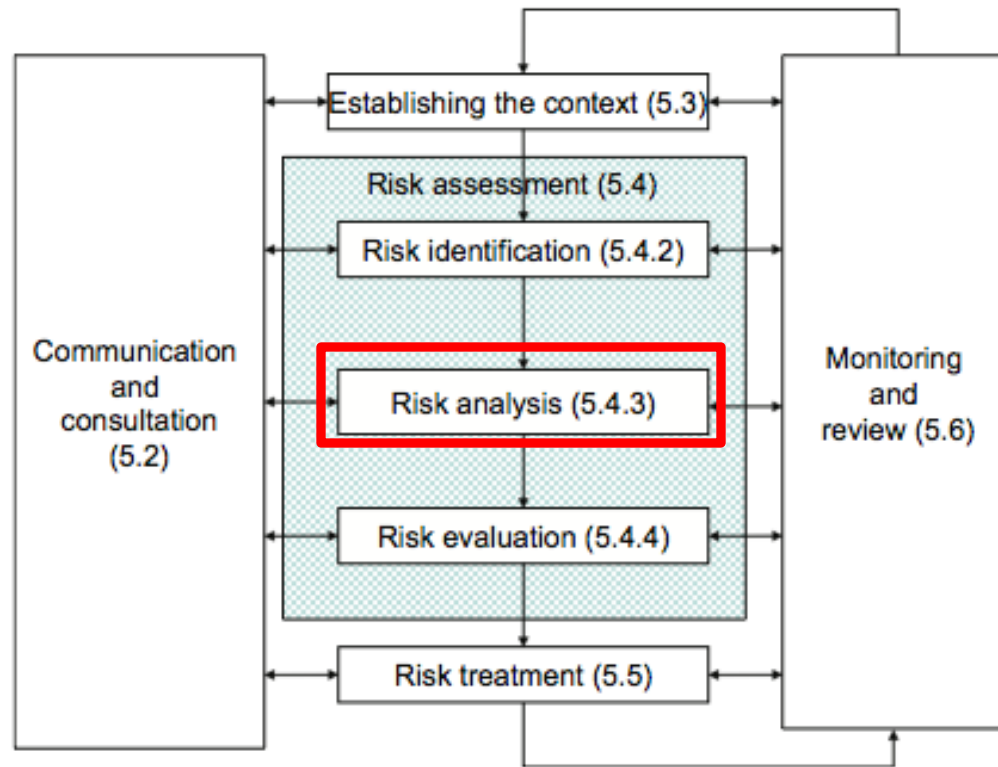 Establishing the context (5.3)
Risk assessment (5.4)
Risk identification (5.4.2)
Communication
and
consultation
(5.2)
Risk analysis (5.4.3)
Monitoring
and
review (5.6)
Risk evaluation (5.4.4)
Risk treatment (5.5)